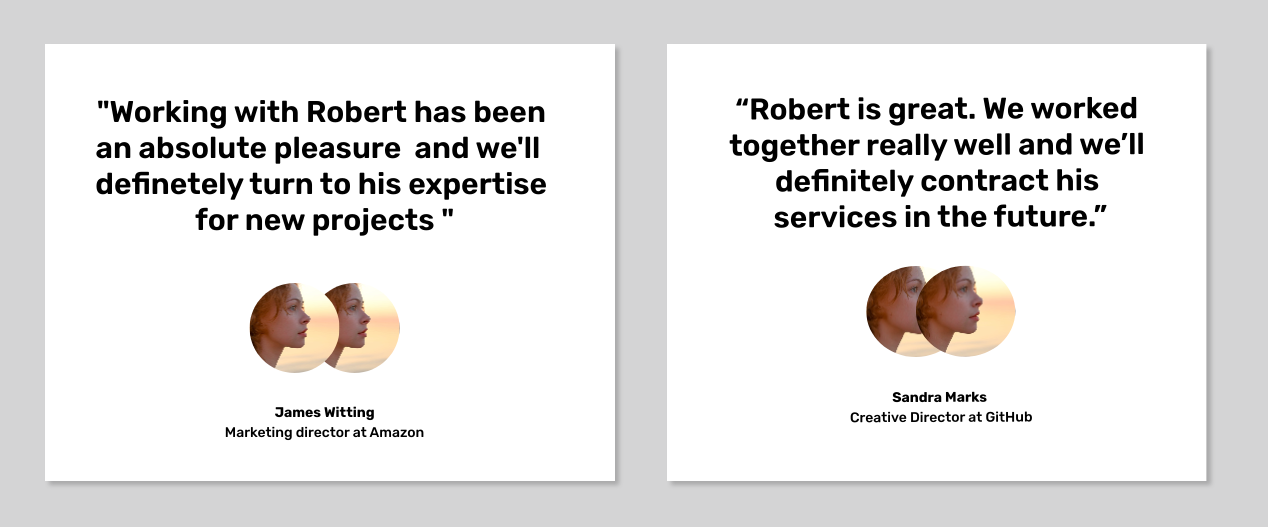 "Working with Robert has been
an absolute pleasure  and we'll
definetely turn to his expertise
for new projects "
James Witting
Marketing director at Amazon
“Robert is great. We worked
together really well and we’ll
definitely contract his
services in the future.”
Sandra Marks
Creative Director at GitHub